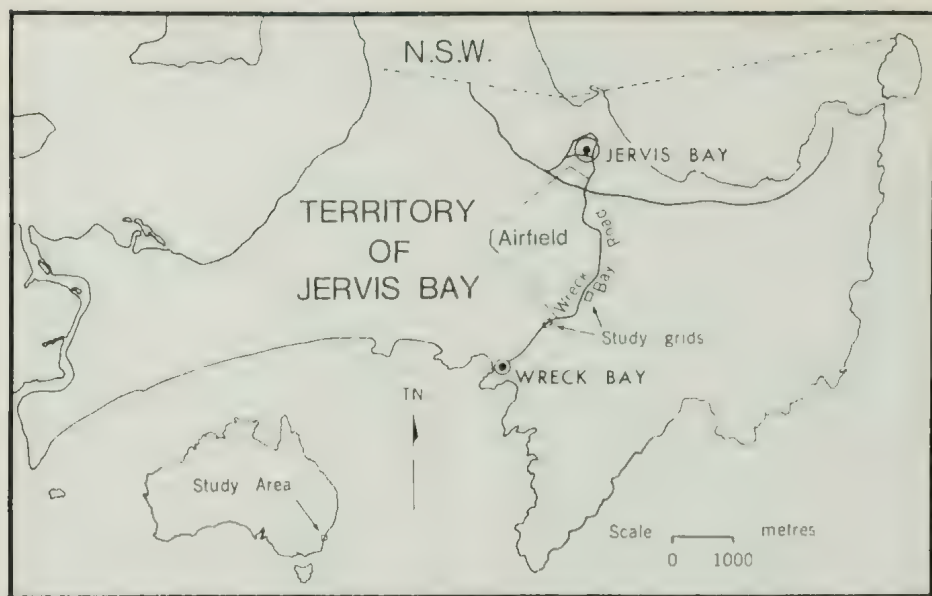 N.S.W.
JERVIS BAY
TERRITORY
OF
JERVIS BAY
(Airfield
Wreck Bay Road
Study grids
WRECK BAY
TN
Study Area
Scale
metres
0 1000